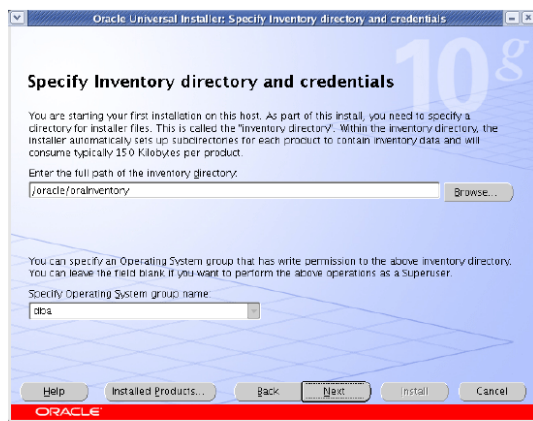 Oracle Universal Installer: Specify Inventory directory and credentials
10g
Specify Inventory directory and credentials
You are starting your first installation on this host. As part of this install, you need to specify a
directory for installer files. This is called the "inventory directory". Within the inventory directory, the
installer automatically sets up subdirectories for each product to contain inventory data and will
consume typically 150 Kilobytes per product.
Enter the full path of the inventory directory:
/oracle/oraInventory
Browse...
You can specify an Operating System group that has write permission to the above inventory directory.
You can leave the field blank if you want to perform the above operations as a Superuser.
Specify Operating System group name:
dba
Help
Installed Products...
Back
Next
Install
Cancel
ORACLE